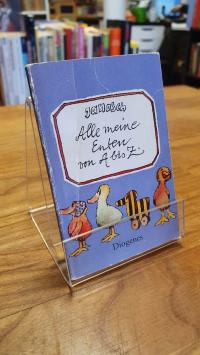 Janosch
Alle meine
Enten
von A bis Z
Diogenes